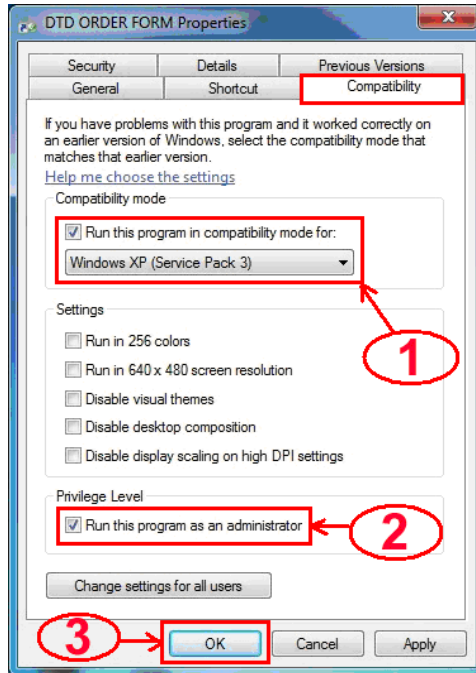 DTD ORDER FORM Properties
Security Details Previous Versions
General Shortcut Compatibility
If you have problems with this program and it worked correctly on
an earlier version of Windows, select the compatibility mode that
matches that earlier version.
Help me choose the settings
Compatibility mode
Run this program in compatibility mode for:
Windows XP (Service Pack 3)
1
Settings
Run in 256 colors
Run in 640 x 480 screen resolution
Disable visual themes
Disable desktop composition
Disable display scaling on high DPI settings
Privilege Level
Run this program as an administrator
2
Change settings for all users
3
OK Cancel Apply